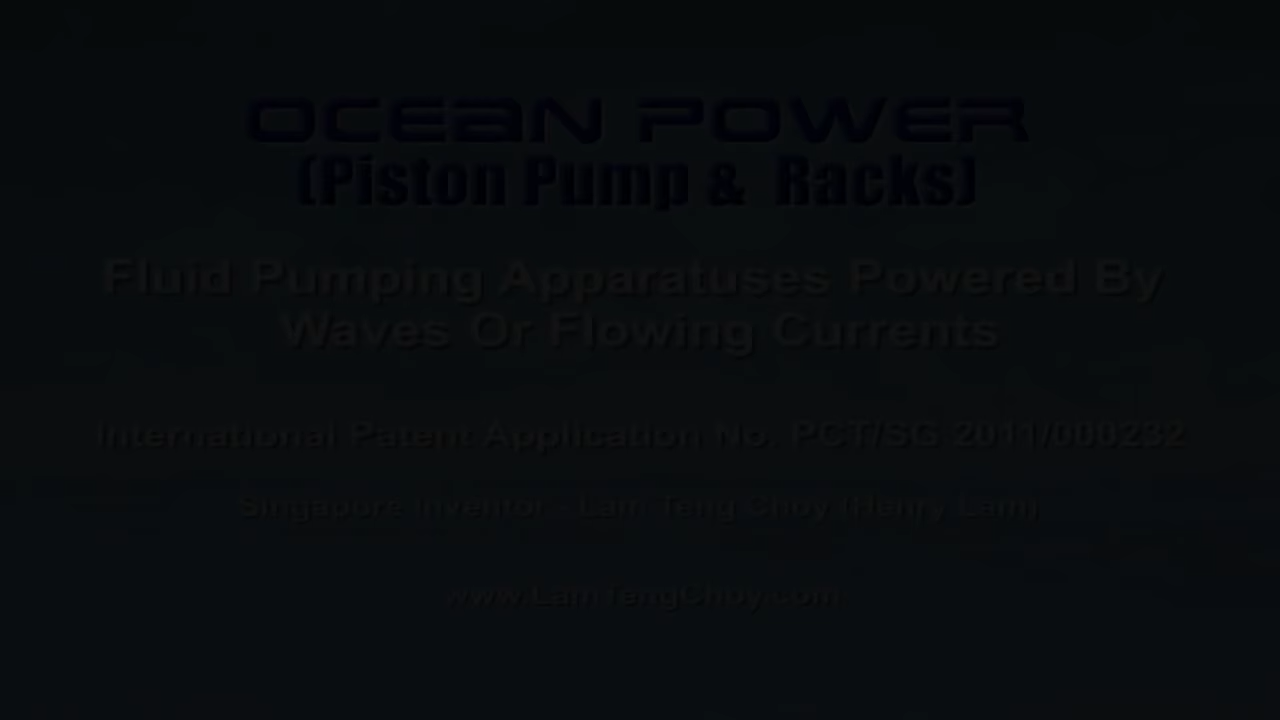 OCEAN POWER
(Piston Pump & Racks)
Fluid Pumping Apparatuses Powered By
Waves Or Flowing Currents
International Patent Application No. PCT/SG 2011/000232
Singapore Inventor - Lam Teng Choy (Henry Lam)
www.LamTengChoy.com